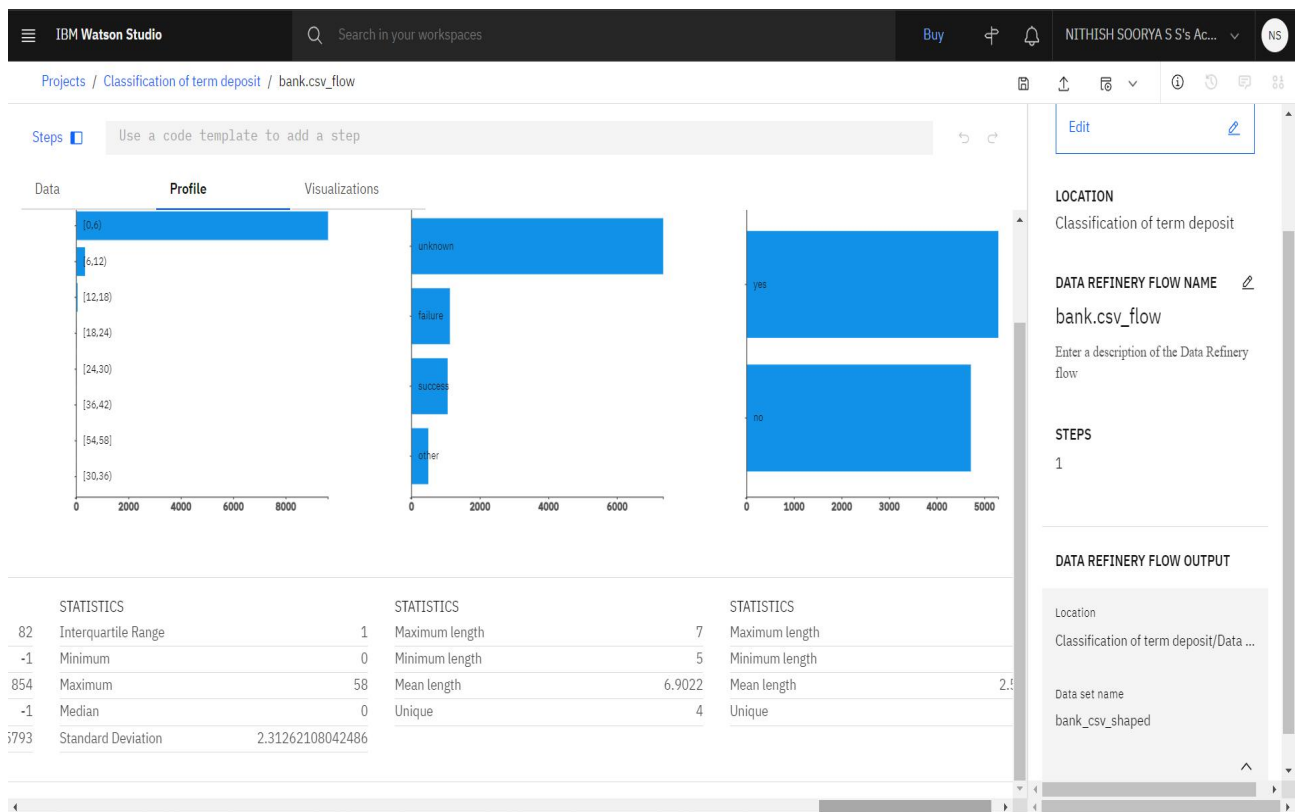 IBM Watson Studio
Search in your workspaces
Buy
NITHISH SOORYA S S's Ac...
NS
Projects / Classification of term deposit / bank.csv_flow
Steps
Use a code template to add a step
Data Profile Visualizations
[0,6)
[6,12)
[12,18)
[18,24)
[24,30)
[36,42)
[54,58]
[30,36)
0 2000 4000 6000 8000
unknown
failure
success
other
0 2000 4000 6000
yes
no
0 1000 2000 3000 4000 5000
82
-1
854
-1
5793
STATISTICS
Interquartile Range 1
Minimum 0
Maximum 58
Median 0
Standard Deviation 2.31262108042486
STATISTICS
Maximum length 7
Minimum length 5
Mean length 6.9022
Unique 4
STATISTICS
Maximum length
Minimum length
Mean length 2.5
Unique
Edit
LOCATION
Classification of term deposit
DATA REFINERY FLOW NAME
bank.csv_flow
Enter a description of the Data Refinery
flow
STEPS
1
DATA REFINERY FLOW OUTPUT
Location
Classification of term deposit/Data ...
Data set name
bank_csv_shaped